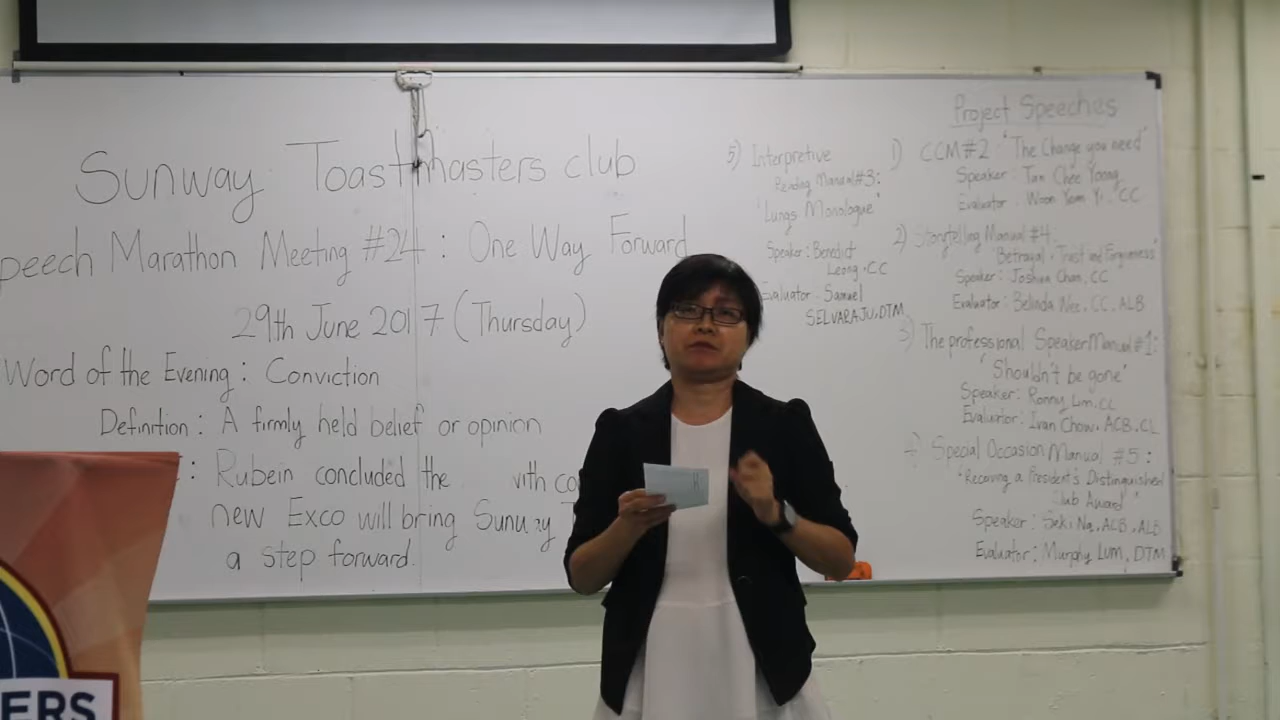 Sunway Toastmasters club
peech Marathon Meeting #24 : One Way Forward
29th June 2017 (Thursday)
Word of the Evening : Conviction
Definition : A firmly held belief or opinion
: Rubein concluded the vith co
new Exco will bring Sunway
a step forward.
Project Speeches
1) CCM#2 "The Change you need"
Speaker : Tan Chee Yoong
Evaluator : Woon Yem Yi, CC
2) Storytelling Manual #4:
"Betrayal, Trust and Forgiveness"
Speaker : Joshua Chan, CC
Evaluator : Belinda Nee, CC, ALB
3) The professional Speaker Manual #1:
"Shouldn't be gone"
Speaker : Ronny Lim, CL
Evaluator : Ivan Chow, ACB, CL
4) Special Occasion Manual #5 :
"Receiving a President's Distinguished
Club Award"
Speaker : Seki Ng, ALB, ALB
Evaluator : Murphy LUM, DTM
5) Interpretive
Reading Manual #3:
"Lungs Monologue"
Speaker : Benedict
Leong, CC
Evaluator : Samuel
SELVARAJU, DTM
ERS